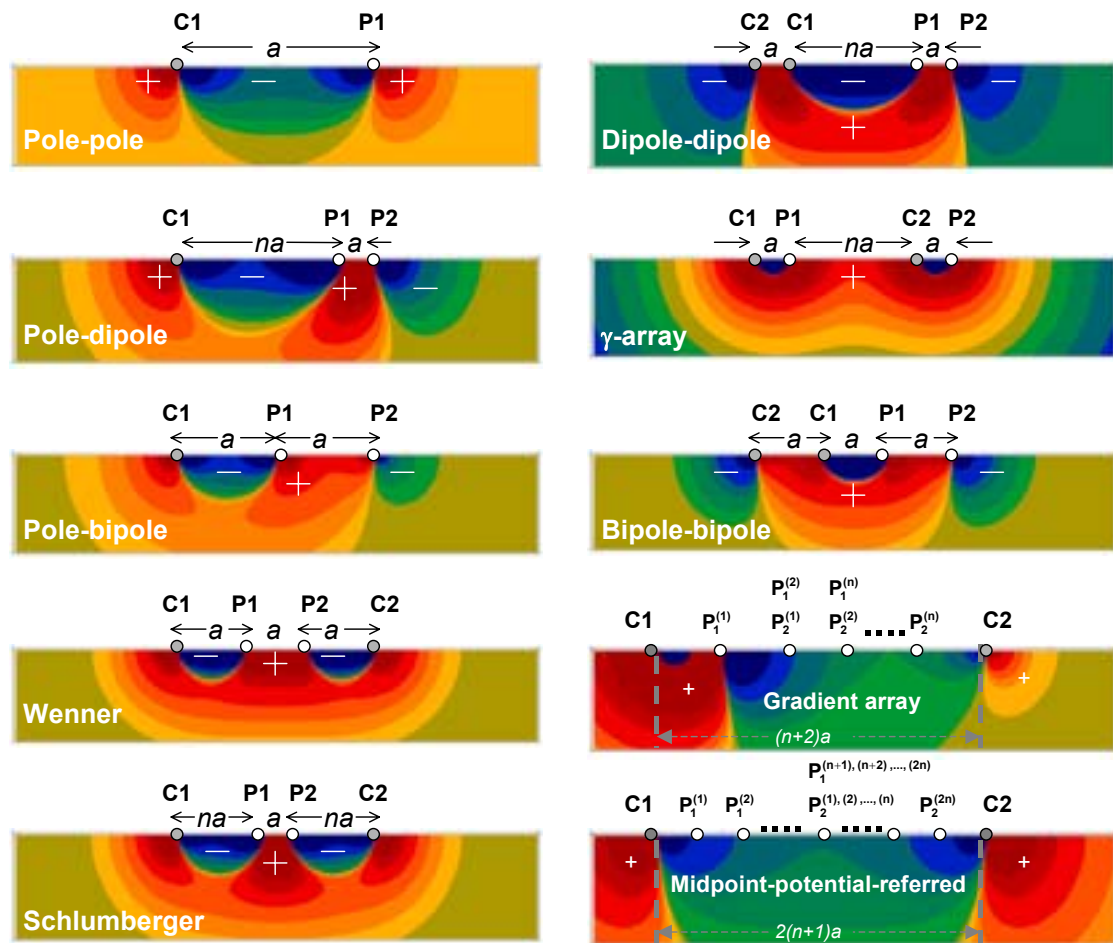 C1 P1
a
+ − +
Pole-pole
C2 C1 P1 P2
a na a
− − −
+
Dipole-dipole
C1 P1 P2
na a
+ − + −
Pole-dipole
C1 P1 C2 P2
a na a
+
γ-array
C1 P1 P2
a a
− + −
Pole-bipole
C2 C1 P1 P2
a a a
− + −
Bipole-bipole
C1 P1 P2 C2
a a a
− + −
Wenner
P₁⁽²⁾ P₁⁽ⁿ⁾
C1 P₁⁽¹⁾ P₂⁽¹⁾ P₂⁽²⁾ ..... P₂⁽ⁿ⁾ C2
+ +
Gradient array
(n+2)a
C1 P1 P2 C2
na a na
− + −
Schlumberger
P₁⁽ⁿ⁺¹⁾, ⁽ⁿ⁺²⁾ ,..., ⁽²ⁿ⁾
C1 P₁⁽¹⁾ P₁⁽²⁾ .... P₂⁽¹⁾, ⁽²⁾ ,..., ⁽ⁿ⁾ ..... P₂⁽²ⁿ⁾ C2
+ +
Midpoint-potential-referred
2(n+1)a